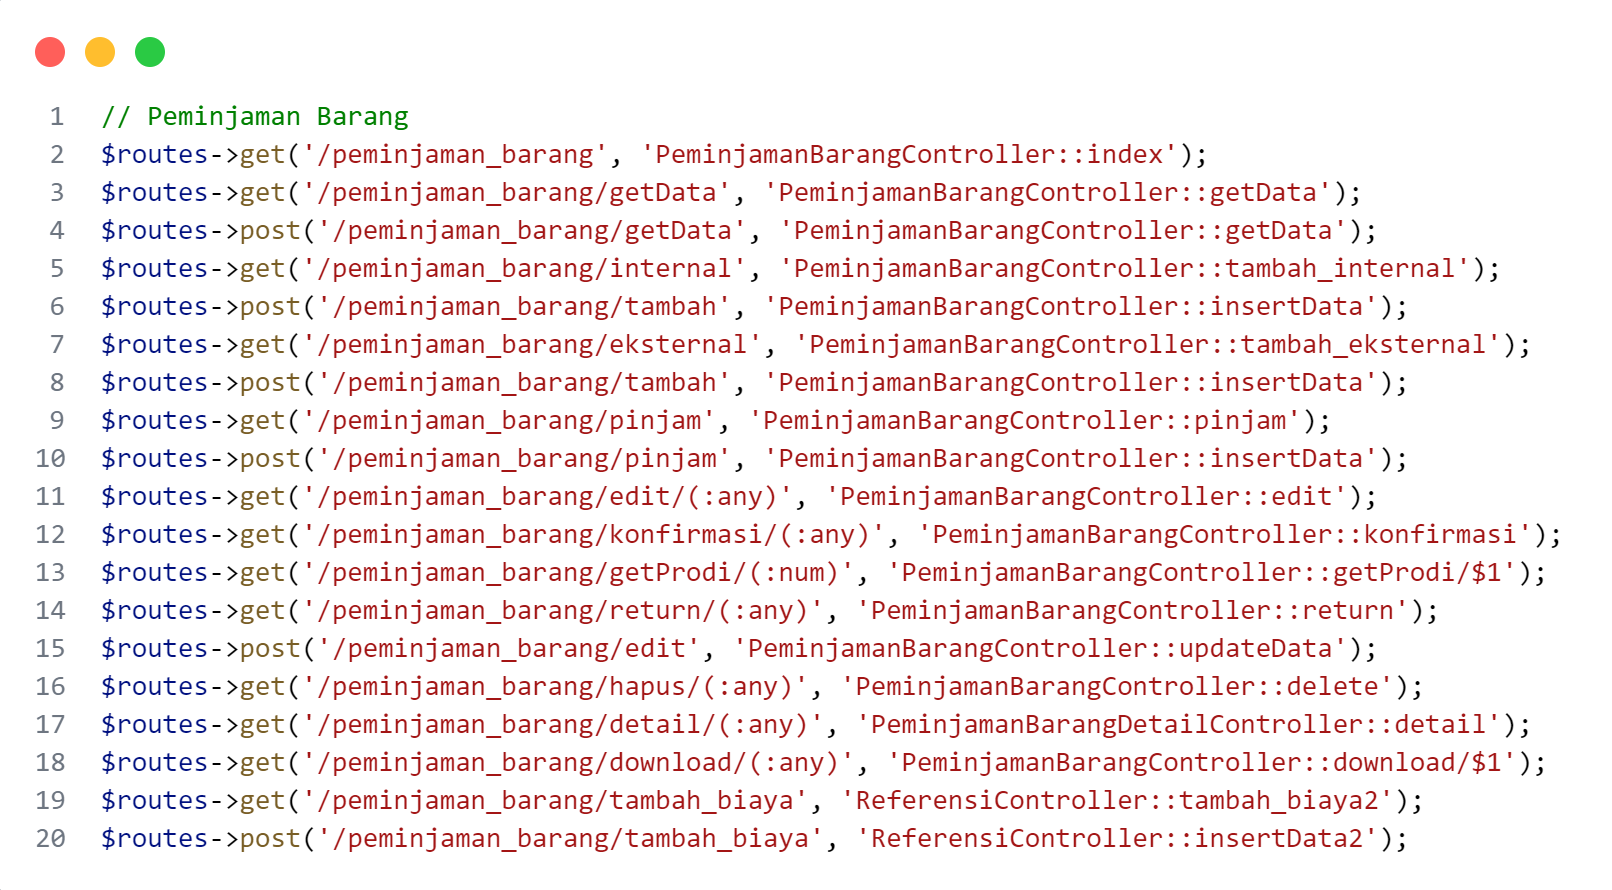 1 // Peminjaman Barang
2 $routes->get('/peminjaman_barang', 'PeminjamanBarangController::index');
3 $routes->get('/peminjaman_barang/getData', 'PeminjamanBarangController::getData');
4 $routes->post('/peminjaman_barang/getData', 'PeminjamanBarangController::getData');
5 $routes->get('/peminjaman_barang/internal', 'PeminjamanBarangController::tambah_internal');
6 $routes->post('/peminjaman_barang/tambah', 'PeminjamanBarangController::insertData');
7 $routes->get('/peminjaman_barang/eksternal', 'PeminjamanBarangController::tambah_eksternal');
8 $routes->post('/peminjaman_barang/tambah', 'PeminjamanBarangController::insertData');
9 $routes->get('/peminjaman_barang/pinjam', 'PeminjamanBarangController::pinjam');
10 $routes->post('/peminjaman_barang/pinjam', 'PeminjamanBarangController::insertData');
11 $routes->get('/peminjaman_barang/edit/(:any)', 'PeminjamanBarangController::edit');
12 $routes->get('/peminjaman_barang/konfirmasi/(:any)', 'PeminjamanBarangController::konfirmasi');
13 $routes->get('/peminjaman_barang/getProdi/(:num)', 'PeminjamanBarangController::getProdi/$1');
14 $routes->get('/peminjaman_barang/return/(:any)', 'PeminjamanBarangController::return');
15 $routes->post('/peminjaman_barang/edit', 'PeminjamanBarangController::updateData');
16 $routes->get('/peminjaman_barang/hapus/(:any)', 'PeminjamanBarangController::delete');
17 $routes->get('/peminjaman_barang/detail/(:any)', 'PeminjamanBarangDetailController::detail');
18 $routes->get('/peminjaman_barang/download/(:any)', 'PeminjamanBarangController::download/$1');
19 $routes->get('/peminjaman_barang/tambah_biaya', 'ReferensiController::tambah_biaya2');
20 $routes->post('/peminjaman_barang/tambah_biaya', 'ReferensiController::insertData2');